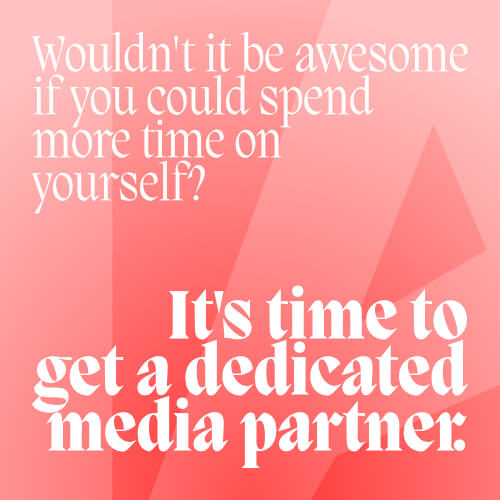 Wouldn't it be awesome
if you could spend
more time on
yourself?
It's time to
get a dedicated
media partner.